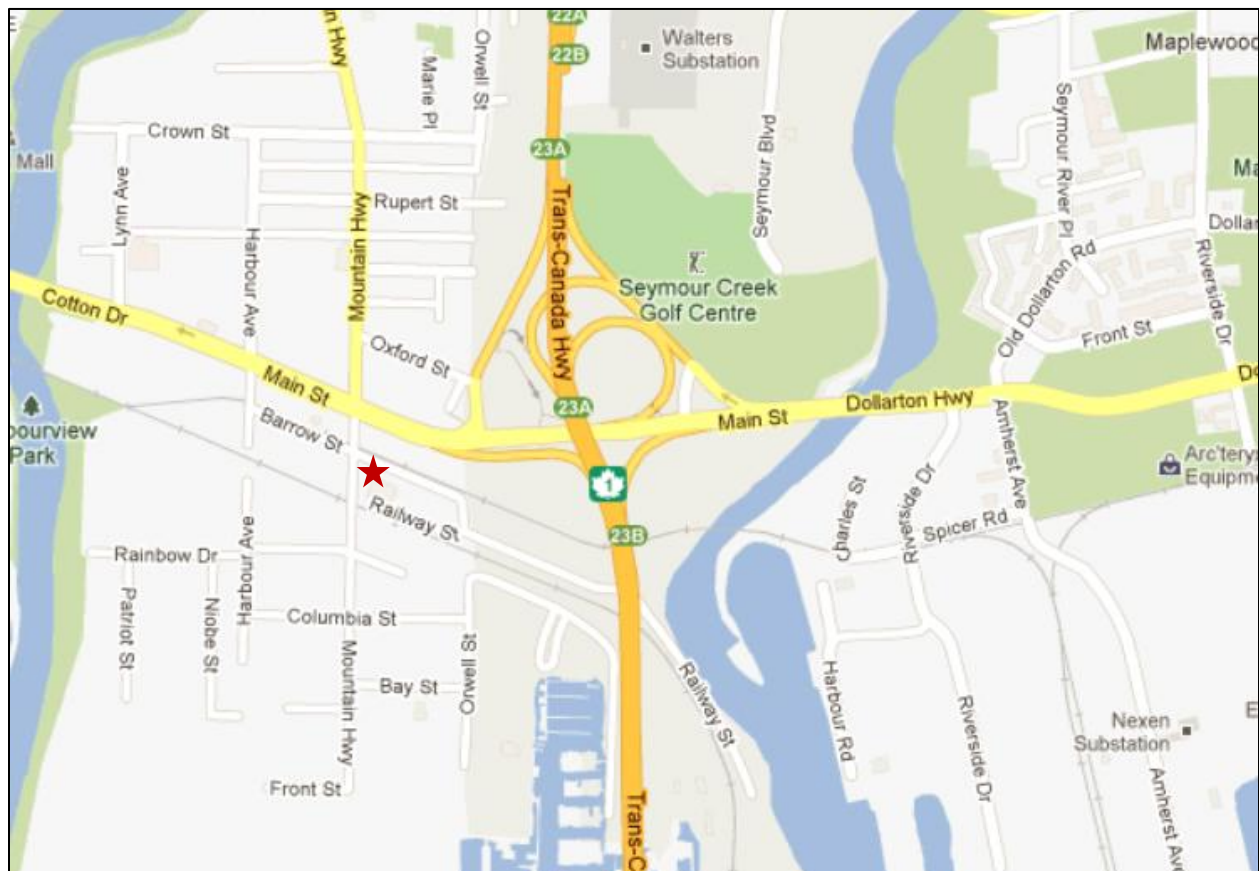 22A
22B
Walters
Substation
Maplewood
Orwell St
Marie Pl
Crown St
23A
Mall
Seymour Blvd
Seymour River Pl
Lynn Ave
Rupert St
Mountain Hwy
Trans-Canada Hwy
Harbour Ave
Old Dollarton Rd
Riverside Dr
Seymour Creek
Golf Centre
Cotton Dr
Oxford St
Front St
Main St
23A
Main St
Dollarton Hwy
Barrow St
Park
1
Amherst Ave
Arc'teryx
Equipme
Railway St
Charles St
Riverside Dr
Spicer Rd
23B
Rainbow Dr
Harbour Ave
Patriot St
Niobe St
Columbia St
Orwell St
Mountain Hwy
Bay St
Railway St
Harbour Rd
Riverside Dr
Nexen
Substation
Amherst Ave
Front St
Trans-C